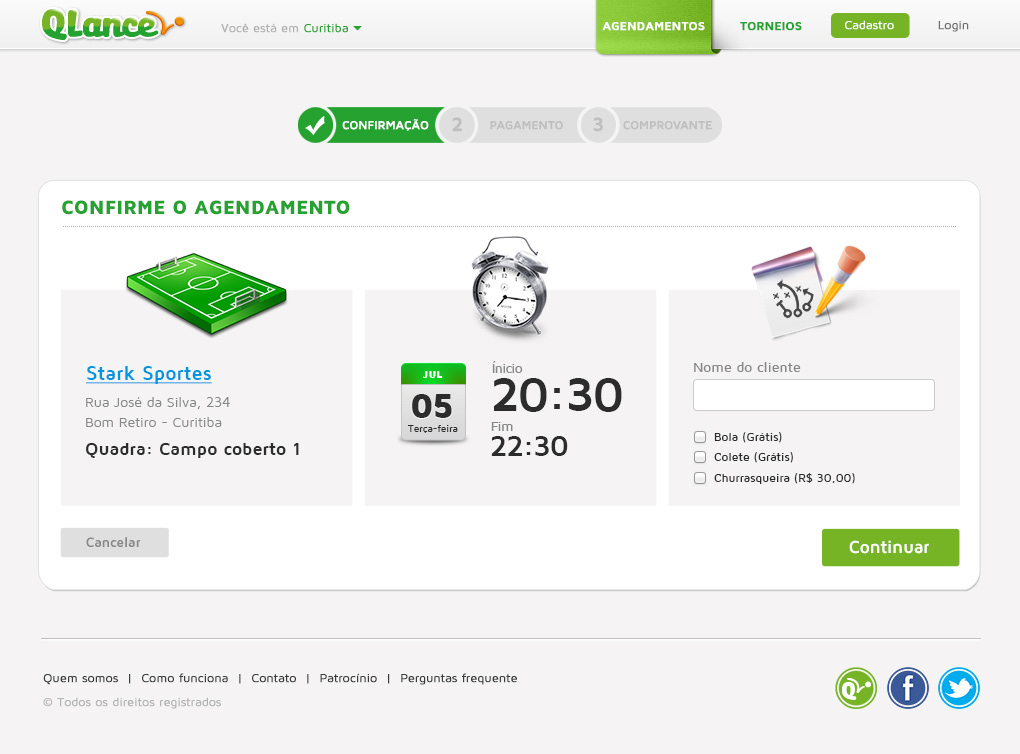 QLance
Você está em Curitiba
AGENDAMENTOS
TORNEIOS
Cadastro
Login
CONFIRMAÇÃO
2 PAGAMENTO
3 COMPROVANTE
CONFIRME O AGENDAMENTO
Stark Sportes
Rua José da Silva, 234
Bom Retiro - Curitiba
Quadra: Campo coberto 1
JUL
05
Terça-feira
Ínicio
20:30
Fim
22:30
Nome do cliente
Bola (Grátis)
Colete (Grátis)
Churrasqueira (R$ 30,00)
Cancelar
Continuar
Quem somos | Como funciona | Contato | Patrocínio | Perguntas frequente
© Todos os direitos registrados